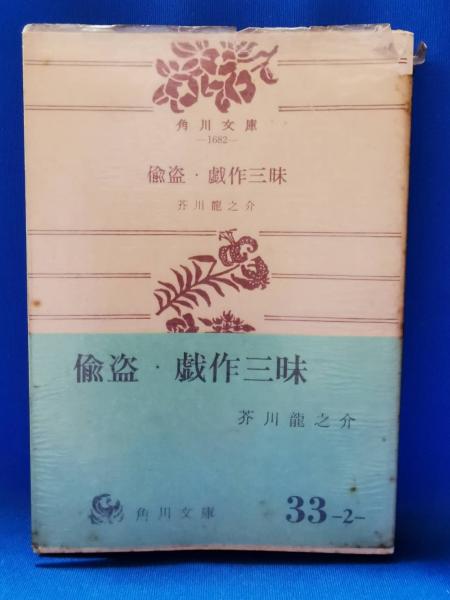 角川文庫
—1682—
偸盗・戯作三昧
芥川龍之介
偸盗・戯作三昧
芥川龍之介
角川文庫
33-2-